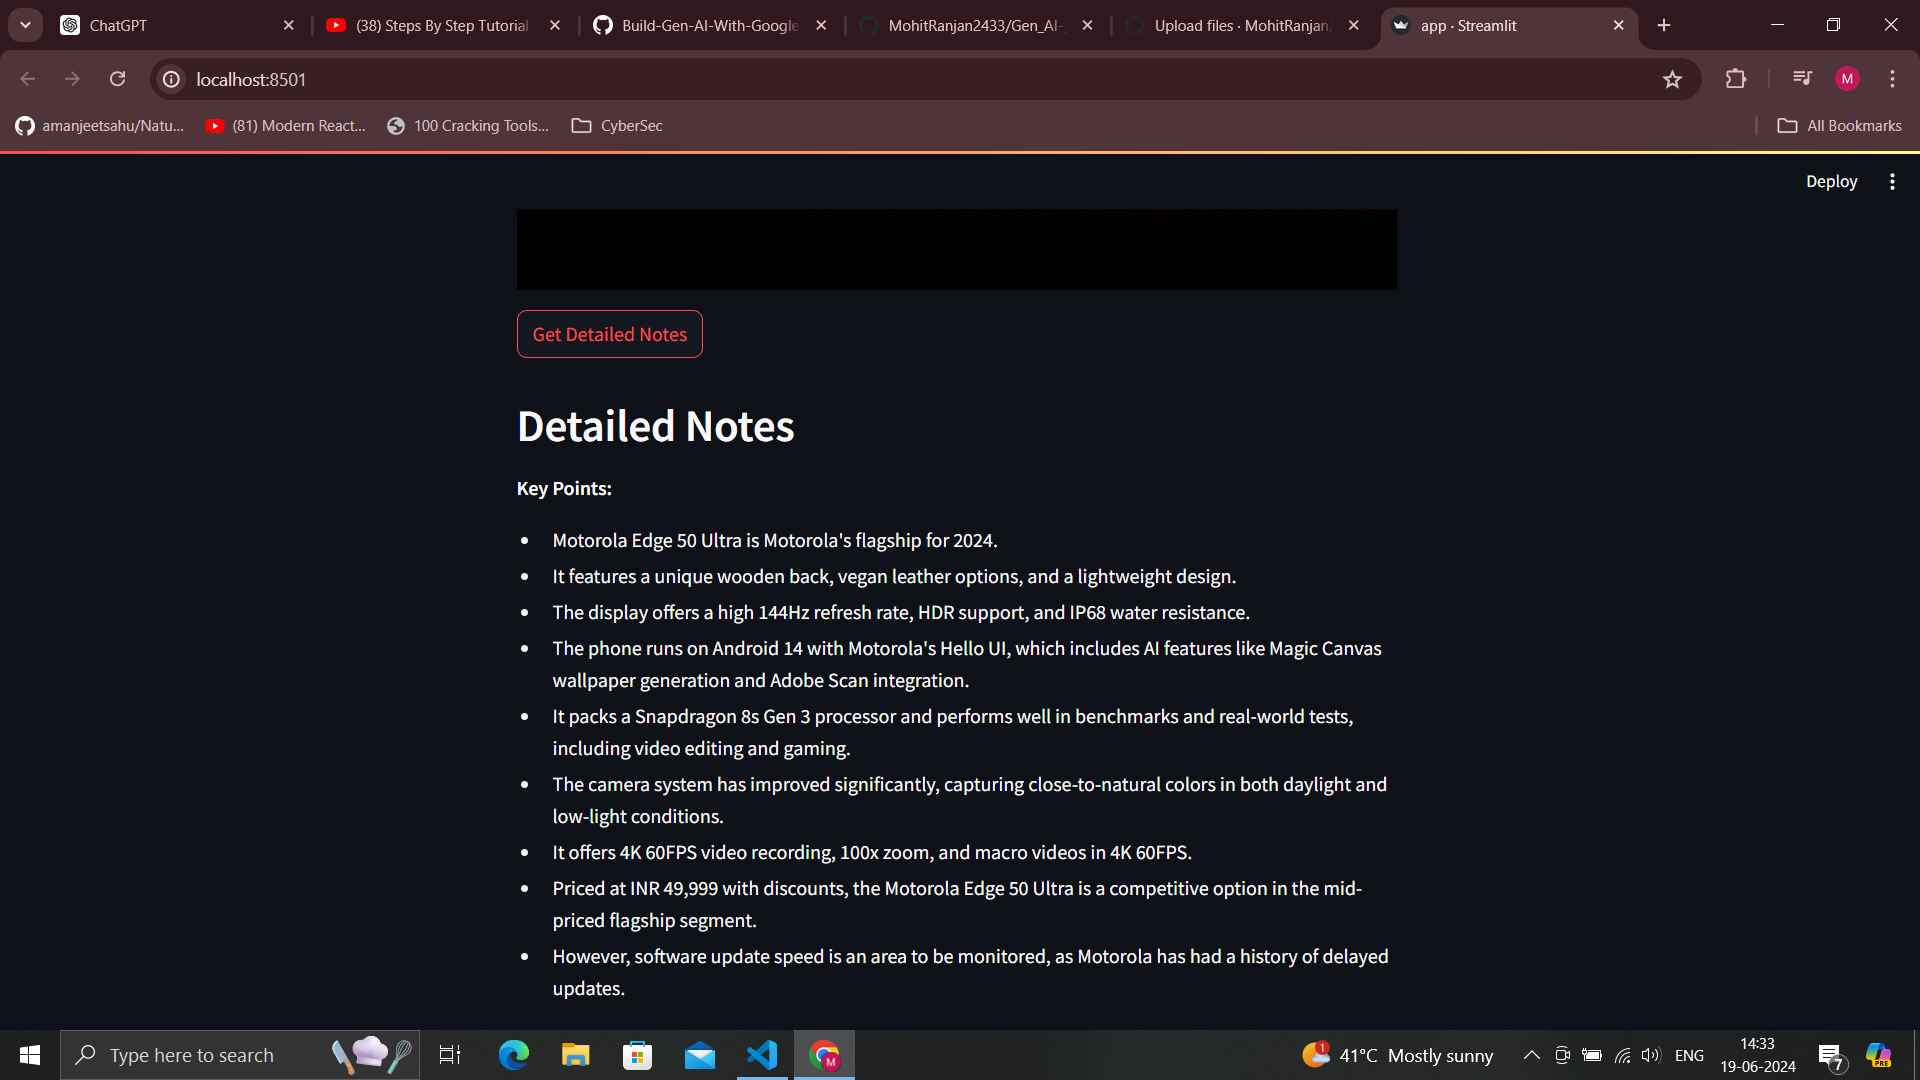 ChatGPT
(38) Steps By Step Tutorial
Build-Gen-AI-With-Google
MohitRanjan2433/Gen_AI-
Upload files · MohitRanjan2
app · Streamlit
localhost:8501
M
amanjeetsahu/Natu...
(81) Modern React...
100 Cracking Tools...
CyberSec
All Bookmarks
Deploy
Get Detailed Notes
Detailed Notes
Key Points:
• Motorola Edge 50 Ultra is Motorola's flagship for 2024.
• It features a unique wooden back, vegan leather options, and a lightweight design.
• The display offers a high 144Hz refresh rate, HDR support, and IP68 water resistance.
• The phone runs on Android 14 with Motorola's Hello UI, which includes AI features like Magic Canvas
wallpaper generation and Adobe Scan integration.
• It packs a Snapdragon 8s Gen 3 processor and performs well in benchmarks and real-world tests,
including video editing and gaming.
• The camera system has improved significantly, capturing close-to-natural colors in both daylight and
low-light conditions.
• It offers 4K 60FPS video recording, 100x zoom, and macro videos in 4K 60FPS.
• Priced at INR 49,999 with discounts, the Motorola Edge 50 Ultra is a competitive option in the mid-
priced flagship segment.
• However, software update speed is an area to be monitored, as Motorola has had a history of delayed
updates.
Type here to search
M
1
41°C Mostly sunny
ENG
14:33
19-06-2024
7
PRE